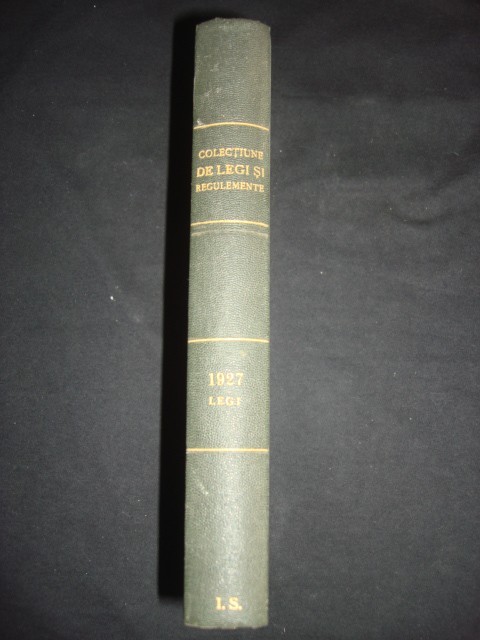 COLECȚIUNE
DE LEGI ȘI
REGULEMENTE
1927
LEGI
I. S.